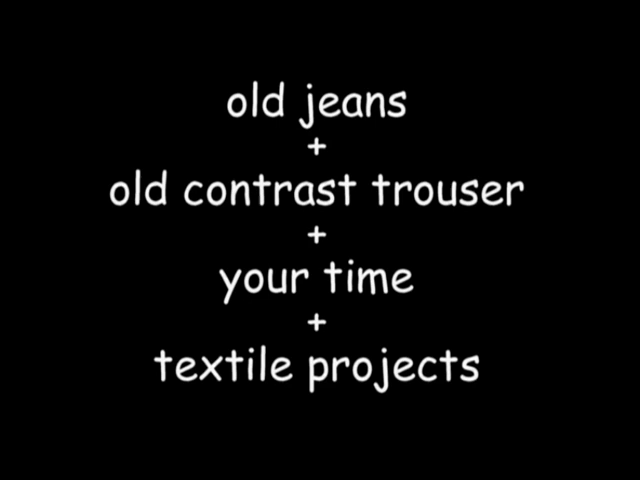 old jeans
+
old contrast trouser
+
your time
+
textile projects